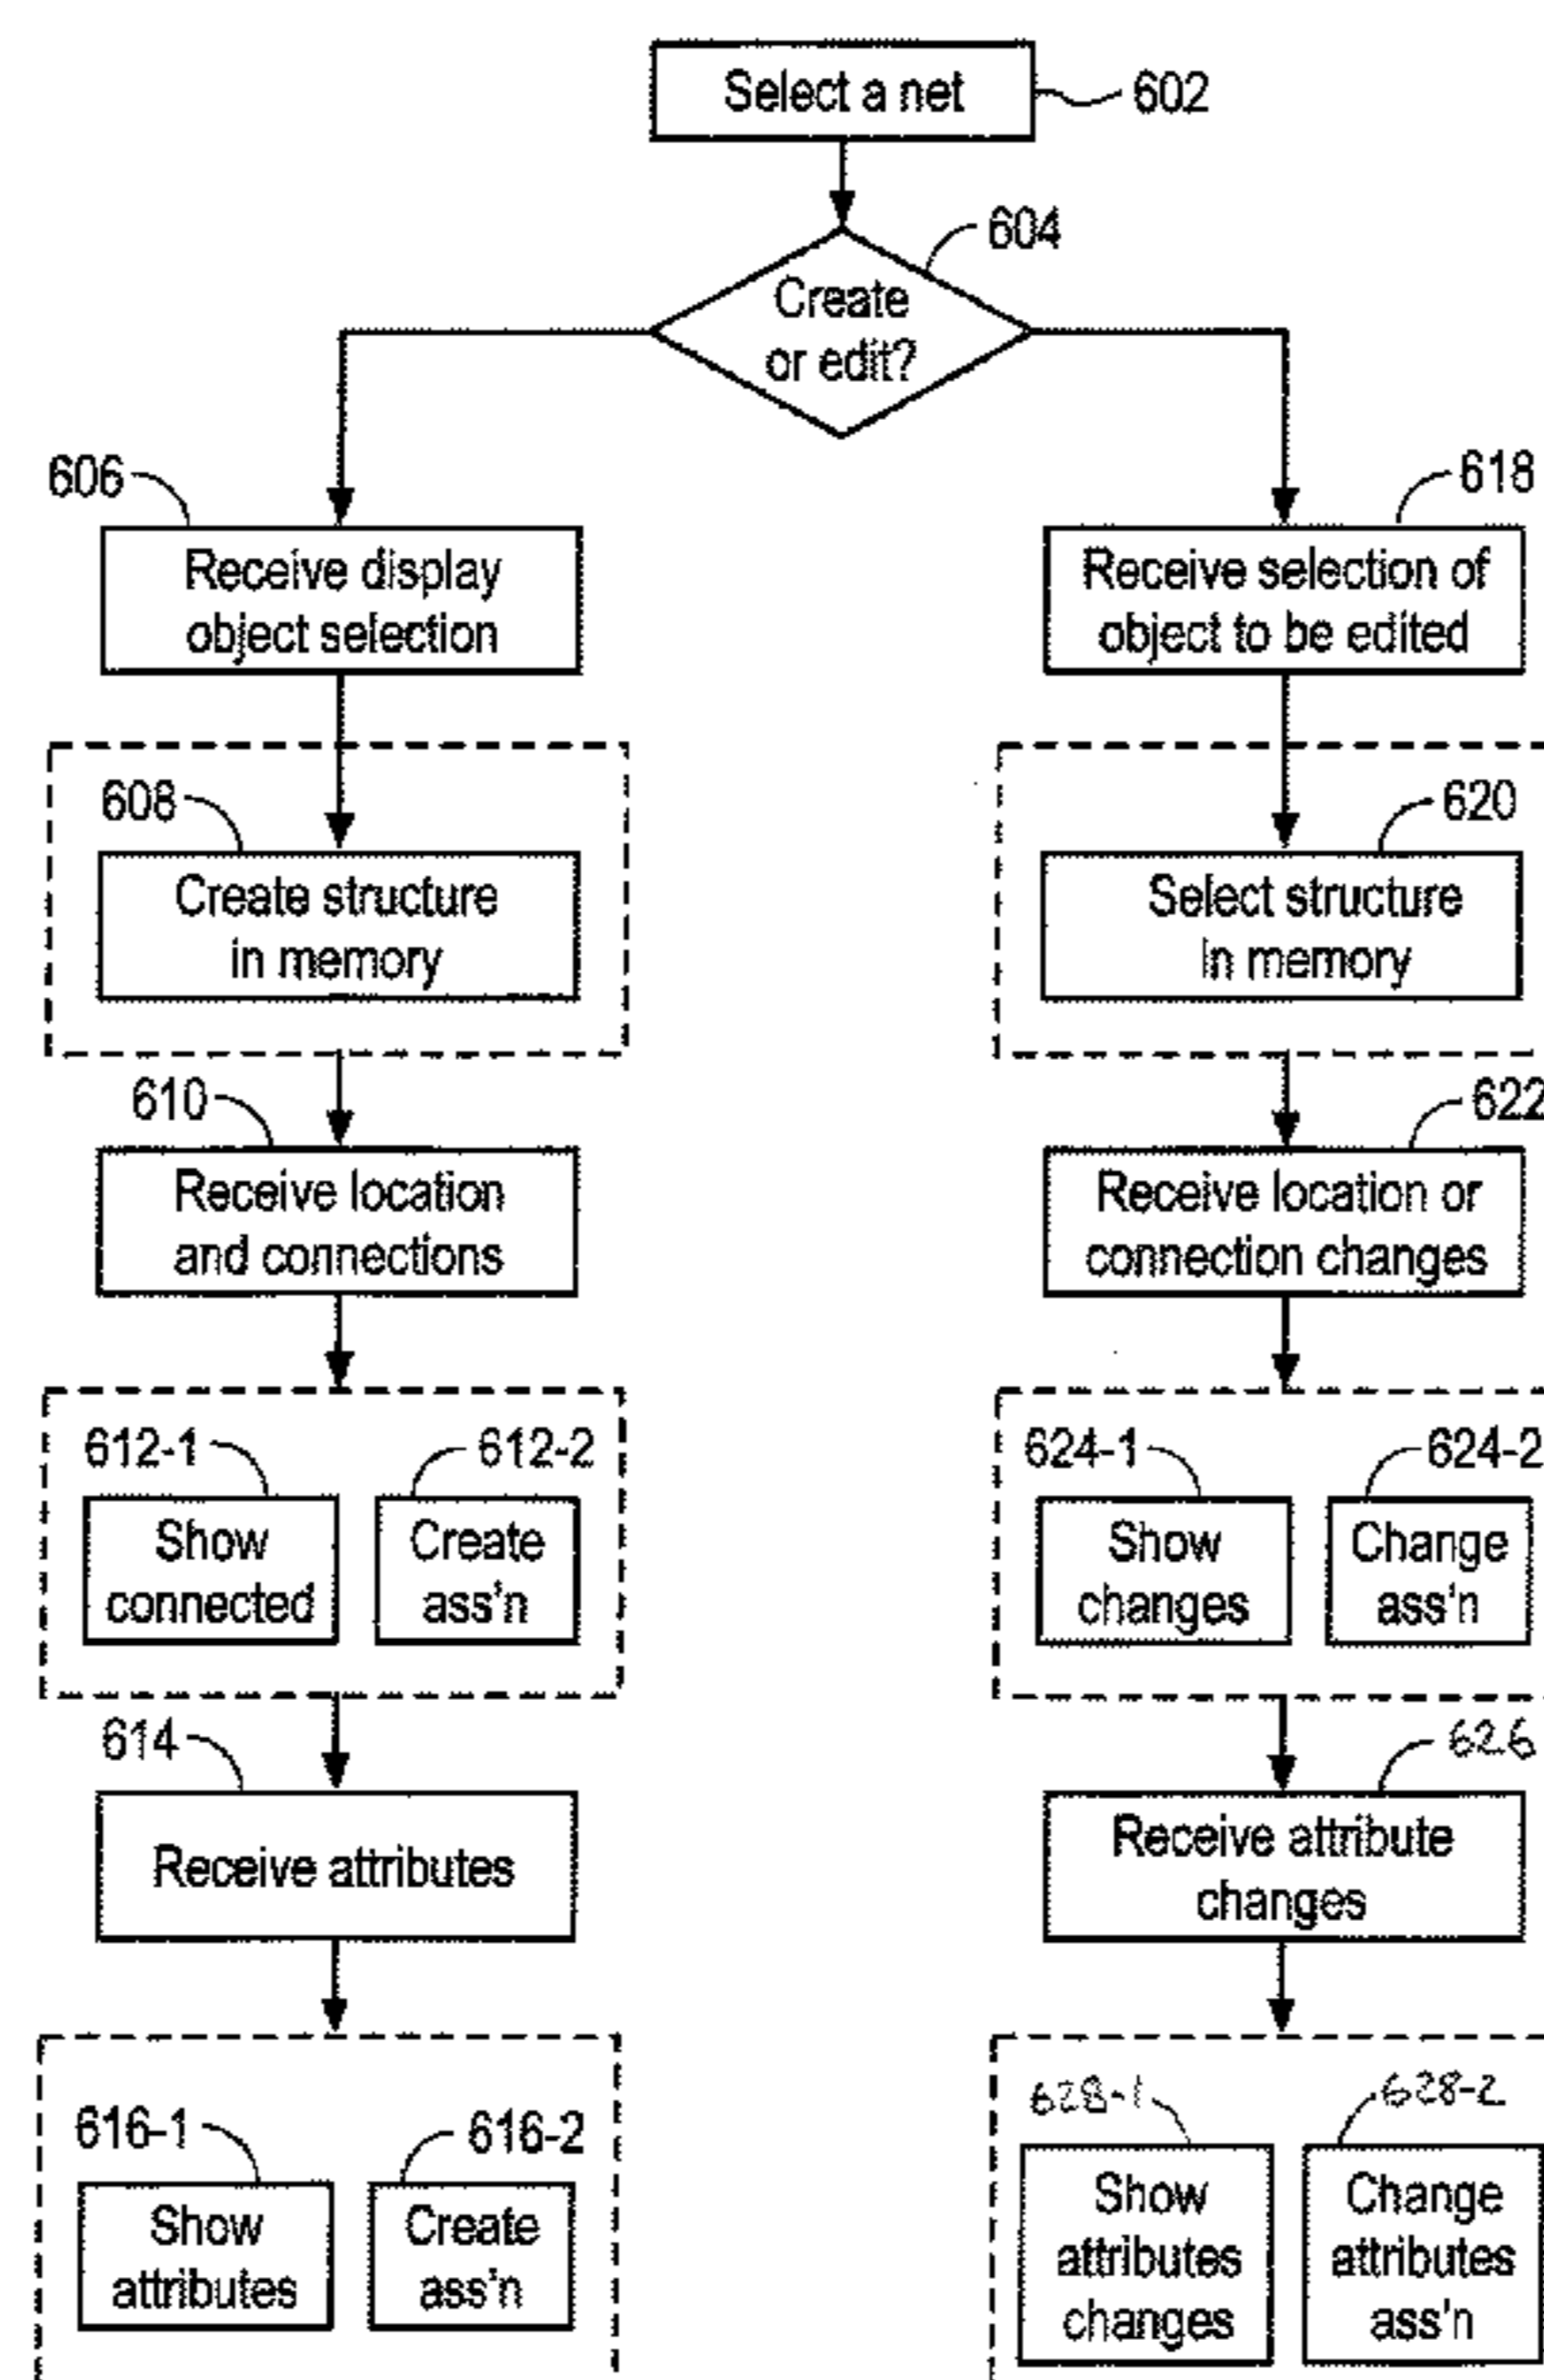 Select a net
602
604
Create
or edit?
606
Receive display
object selection
608
Create structure
in memory
610
Receive location
and connections
612-1
Show
connected
612-2
Create
ass'n
614
Receive attributes
616-1
Show
attributes
616-2
Create
ass'n
618
Receive selection of
object to be edited
620
Select structure
in memory
622
Receive location or
connection changes
624-1
Show
changes
624-2
Change
ass'n
626
Receive attribute
changes
628-1
Show
attributes
changes
628-2
Change
attributes
ass'n